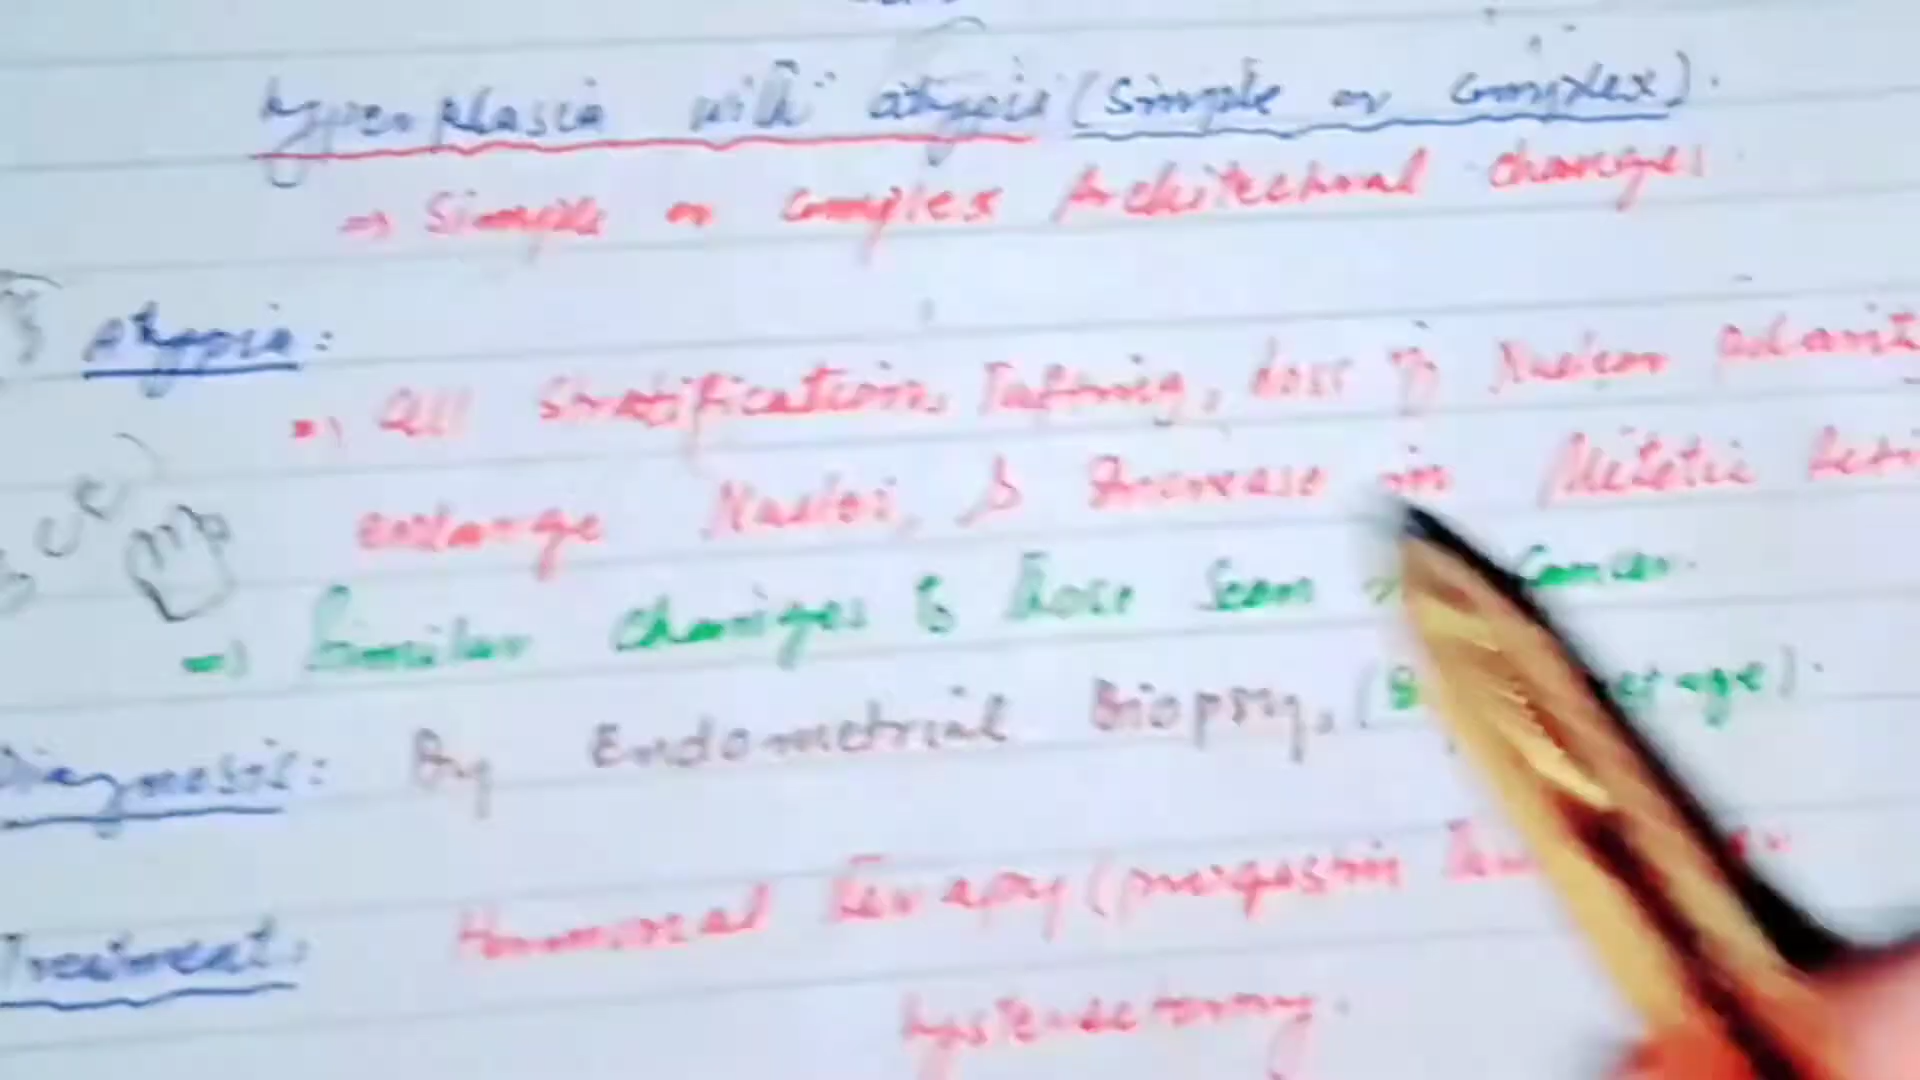 hyperplasia with atypia (Simple or complex).
⇒ Simple or complex Architectural changes
Atypia:
⇒ Cell Stratification, Tufting, loss of Nuclear polarity
enlarge Nuclei, & Increase in Mitotic
⇒ Similar changes to those Seen Cancer.
Diagnosis: By Endometrial Biopsy, (
Treatment: Hormonal Therapy (progestin
hysterectomy.